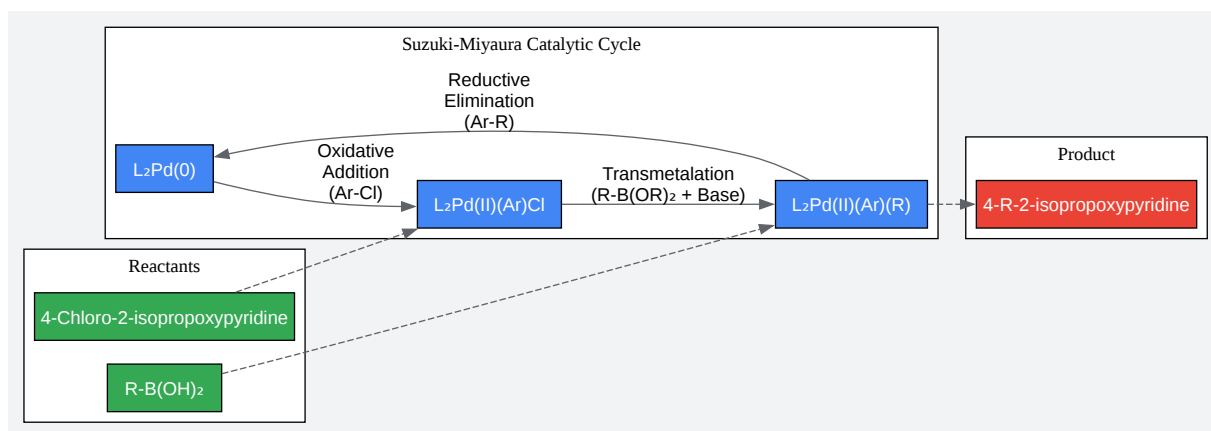 Suzuki-Miyaura Catalytic Cycle
Reductive
Elimination
(Ar-R)
L₂Pd(0)
Oxidative
Addition
(Ar-Cl)
L₂Pd(II)(Ar)Cl
Transmetalation
(R-B(OR)₂ + Base)
L₂Pd(II)(Ar)(R)
Product
4-R-2-isopropoxypyridine
Reactants
4-Chloro-2-isopropoxypyridine
R-B(OH)₂